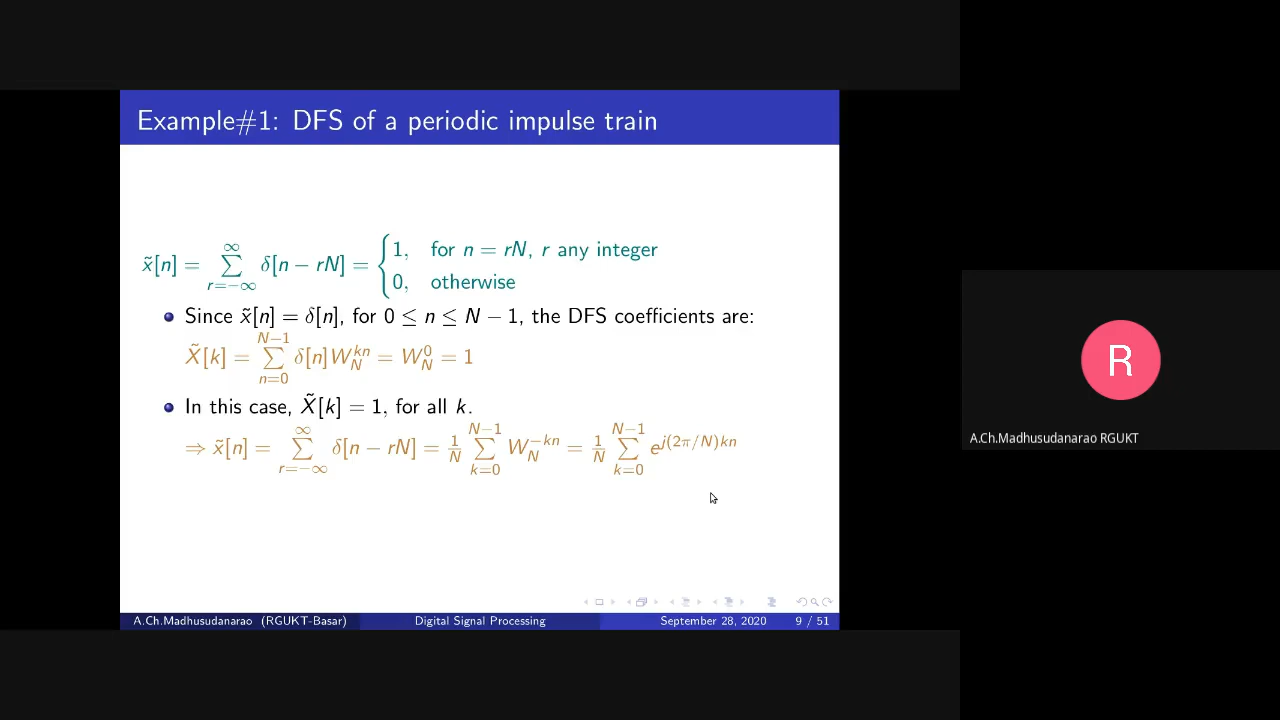 Example#1: DFS of a periodic impulse train
x̃[n] = ∑_{r=−∞}^{∞} δ[n − rN] = { 1, for n = rN, r any integer
0, otherwise
Since x̃[n] = δ[n], for 0 ≤ n ≤ N − 1, the DFS coefficients are:
X̃[k] = ∑_{n=0}^{N−1} δ[n]W_N^{kn} = W_N^0 = 1
In this case, X̃[k] = 1, for all k.
⇒ x̃[n] = ∑_{r=−∞}^{∞} δ[n − rN] = 1/N ∑_{k=0}^{N−1} W_N^{−kn} = 1/N ∑_{k=0}^{N−1} e^{j(2π/N)kn}
A.Ch.Madhusudanarao (RGUKT-Basar) Digital Signal Processing September 28, 2020 9 / 51
R
A.Ch.Madhusudanarao RGUKT